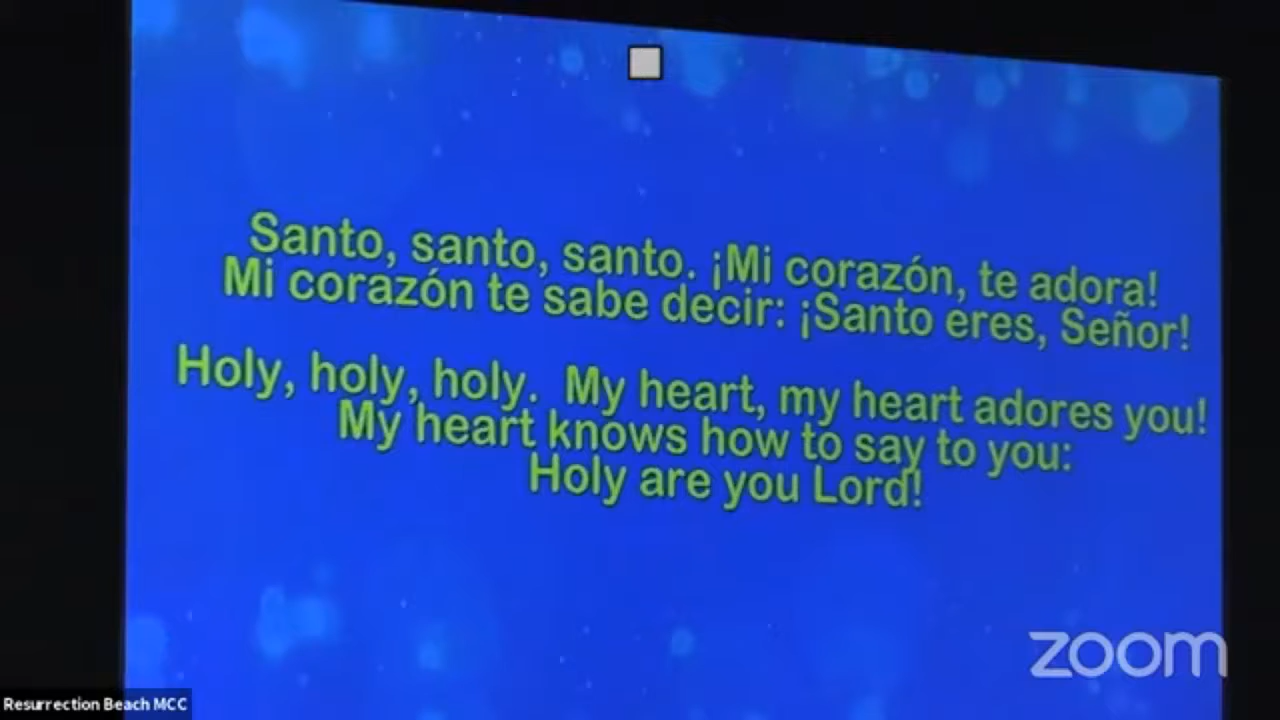 Santo, santo, santo. ¡Mi corazón, te adora!
Mi corazón te sabe decir: ¡Santo eres, Señor!
Holy, holy, holy. My heart, my heart adores you!
My heart knows how to say to you:
Holy are you Lord!
zoom
Resurrection Beach MCC